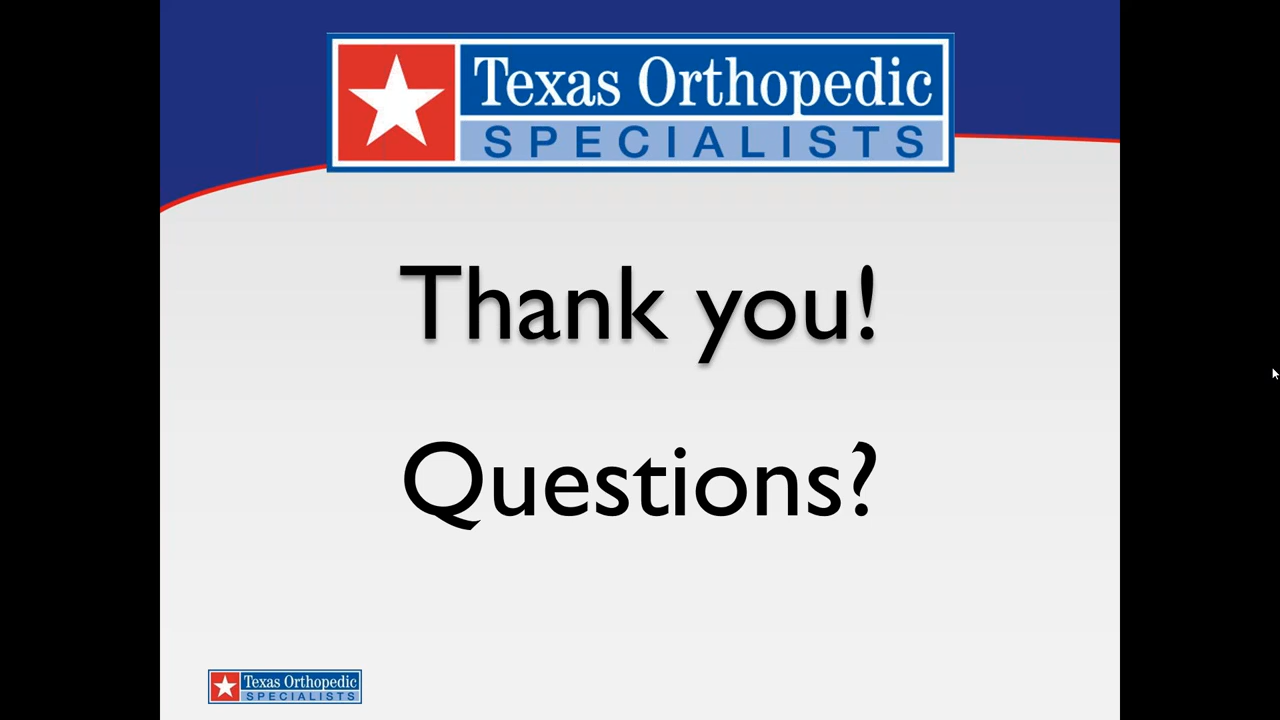 Texas Orthopedic
SPECIALISTS
Thank you!
Questions?
Texas Orthopedic
SPECIALISTS